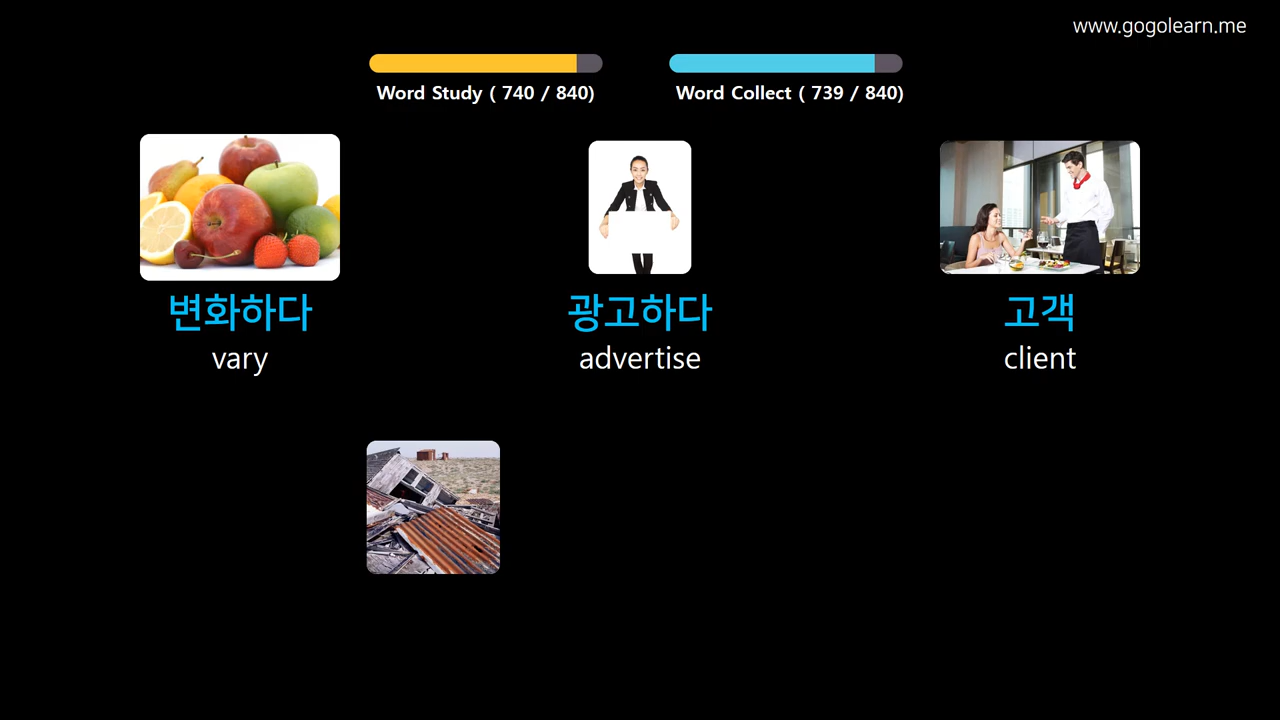 www.gogolearn.me
Word Study ( 740 / 840)
Word Collect ( 739 / 840)
변화하다
광고하다
고객
vary
advertise
client